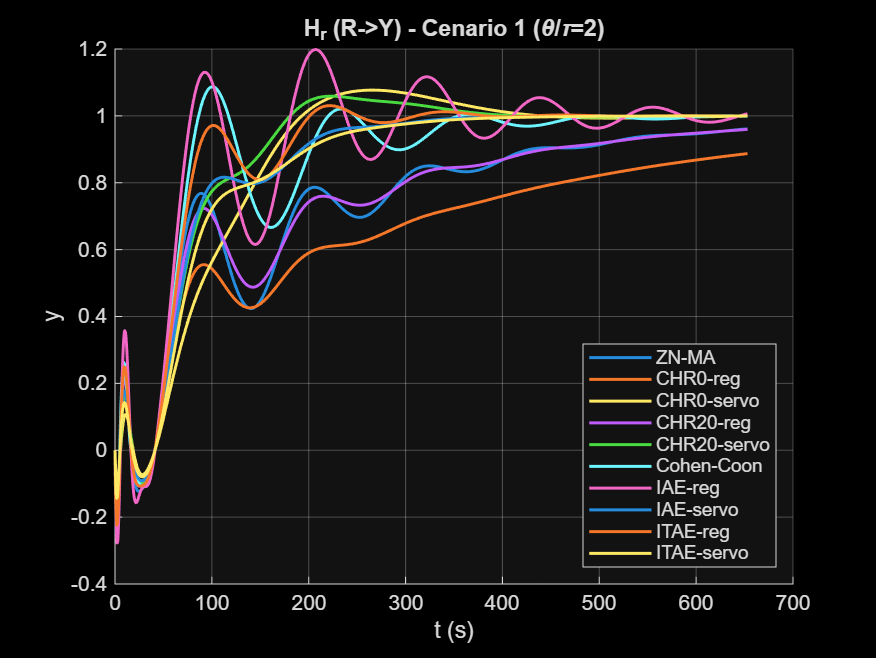 H_r (R->Y) - Cenario 1 (θ/τ=2)
1.2
1
0.8
0.6
0.4
0.2
0
-0.2
-0.4
y
0 100 200 300 400 500 600 700
t (s)
ZN-MA
CHR0-reg
CHR0-servo
CHR20-reg
CHR20-servo
Cohen-Coon
IAE-reg
IAE-servo
ITAE-reg
ITAE-servo